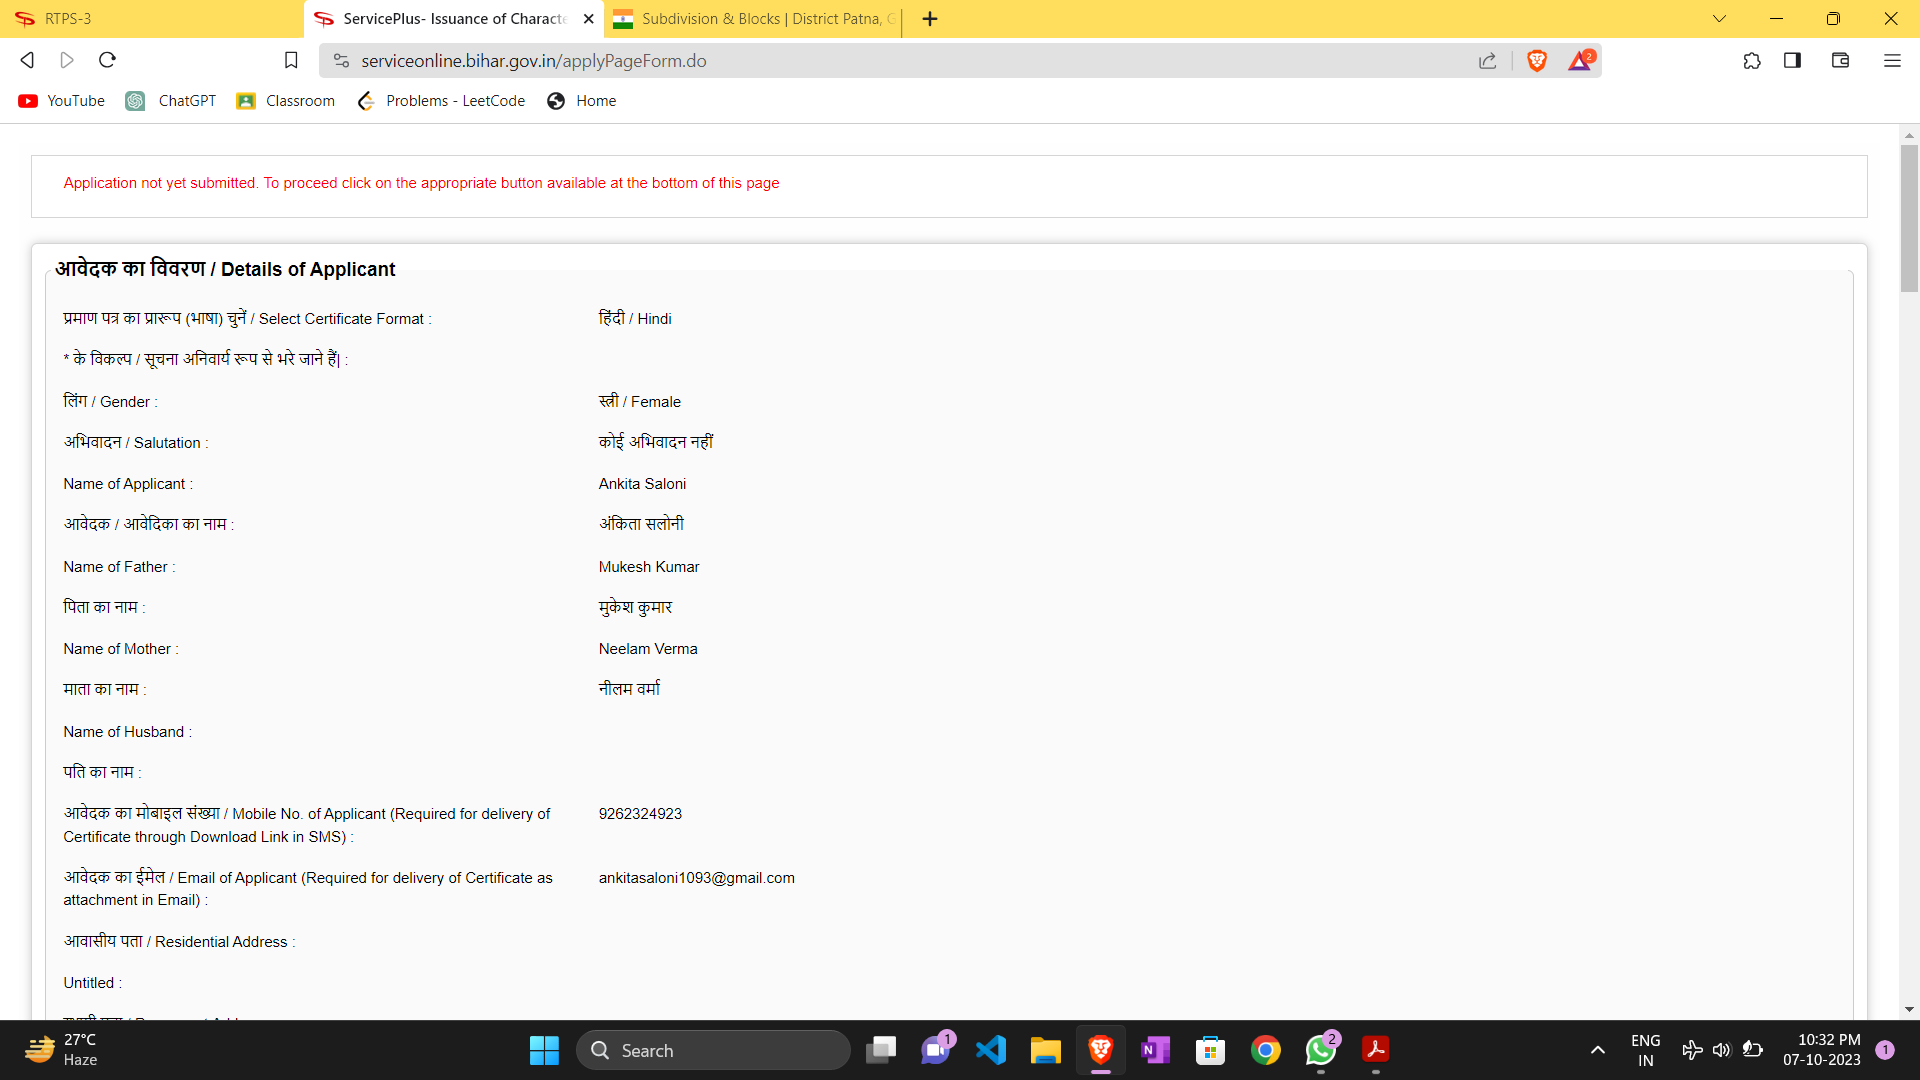 RTPS-3
ServicePlus- Issuance of Characte
Subdivision & Blocks | District Patna, G
serviceonline.bihar.gov.in/applyPageForm.do
2
YouTube
ChatGPT
Classroom
Problems - LeetCode
Home
Application not yet submitted. To proceed click on the appropriate button available at the bottom of this page
आवेदक का विवरण / Details of Applicant
प्रमाण पत्र का प्रारूप (भाषा) चुनें / Select Certificate Format : हिंदी / Hindi
* के विकल्प / सूचना अनिवार्य रूप से भरे जाने हैं| :
लिंग / Gender : स्त्री / Female
अभिवादन / Salutation : कोई अभिवादन नहीं
Name of Applicant : Ankita Saloni
आवेदक / आवेदिका का नाम : अंकिता सलोनी
Name of Father : Mukesh Kumar
पिता का नाम : मुकेश कुमार
Name of Mother : Neelam Verma
माता का नाम : नीलम वर्मा
Name of Husband :
पति का नाम :
आवेदक का मोबाइल संख्या / Mobile No. of Applicant (Required for delivery of 9262324923
Certificate through Download Link in SMS) :
आवेदक का ईमेल / Email of Applicant (Required for delivery of Certificate as ankitasaloni1093@gmail.com
attachment in Email) :
आवासीय पता / Residential Address :
Untitled :
27°C
Haze
Search
1
2
ENG
IN
10:32 PM
07-10-2023
1